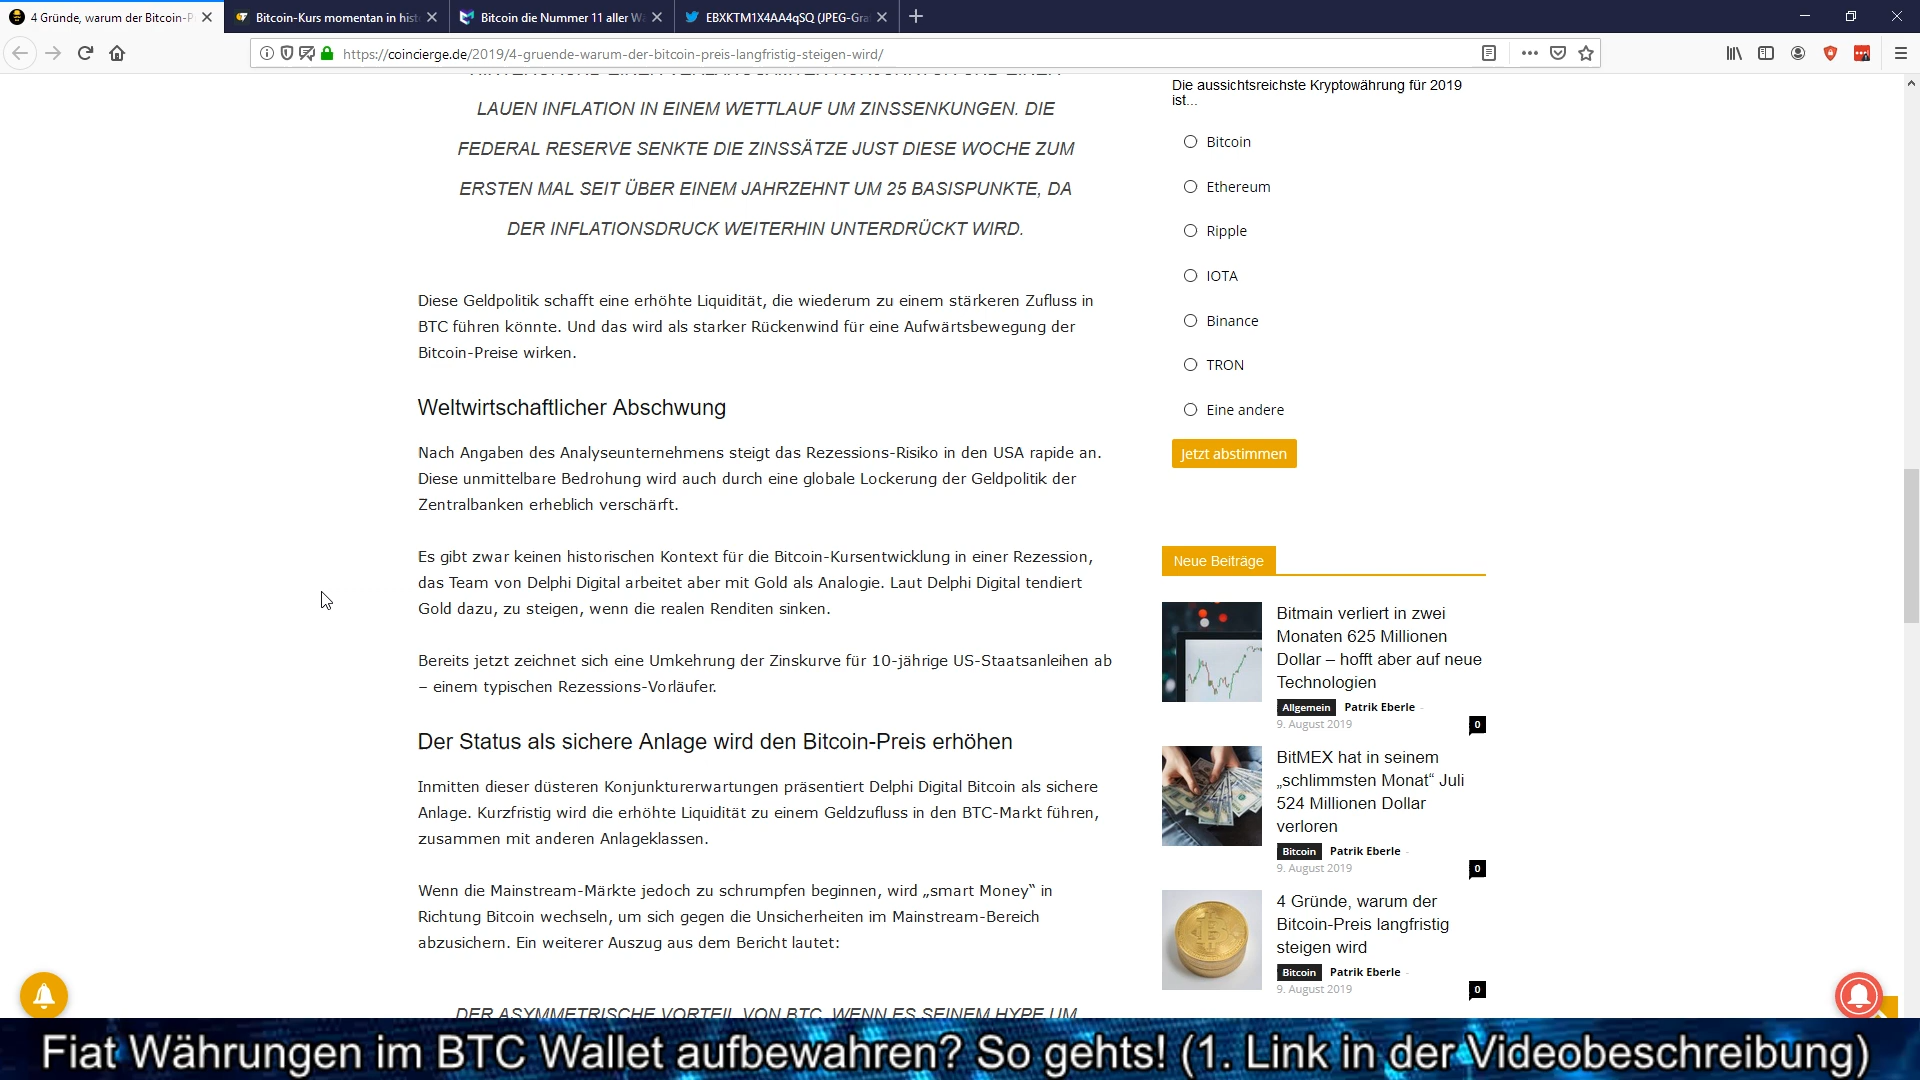 4 Gründe, warum der Bitcoin-P
Bitcoin-Kurs momentan in hist
Bitcoin die Nummer 11 aller Wä
EBXKTM1X4AA4qSQ (JPEG-Gra
https://coincierge.de/2019/4-gruende-warum-der-bitcoin-preis-langfristig-steigen-wird/
LAUEN INFLATION IN EINEM WETTLAUF UM ZINSSENKUNGEN. DIE
FEDERAL RESERVE SENKTE DIE ZINSSÄTZE JUST DIESE WOCHE ZUM
ERSTEN MAL SEIT ÜBER EINEM JAHRZEHNT UM 25 BASISPUNKTE, DA
DER INFLATIONSDRUCK WEITERHIN UNTERDRÜCKT WIRD.
Diese Geldpolitik schafft eine erhöhte Liquidität, die wiederum zu einem stärkeren Zufluss in
BTC führen könnte. Und das wird als starker Rückenwind für eine Aufwärtsbewegung der
Bitcoin-Preise wirken.
Weltwirtschaftlicher Abschwung
Nach Angaben des Analyseunternehmens steigt das Rezessions-Risiko in den USA rapide an.
Diese unmittelbare Bedrohung wird auch durch eine globale Lockerung der Geldpolitik der
Zentralbanken erheblich verschärft.
Es gibt zwar keinen historischen Kontext für die Bitcoin-Kursentwicklung in einer Rezession,
das Team von Delphi Digital arbeitet aber mit Gold als Analogie. Laut Delphi Digital tendiert
Gold dazu, zu steigen, wenn die realen Renditen sinken.
Bereits jetzt zeichnet sich eine Umkehrung der Zinskurve für 10-jährige US-Staatsanleihen ab
– einem typischen Rezessions-Vorläufer.
Der Status als sichere Anlage wird den Bitcoin-Preis erhöhen
Inmitten dieser düsteren Konjunkturerwartungen präsentiert Delphi Digital Bitcoin als sichere
Anlage. Kurzfristig wird die erhöhte Liquidität zu einem Geldzufluss in den BTC-Markt führen,
zusammen mit anderen Anlageklassen.
Wenn die Mainstream-Märkte jedoch zu schrumpfen beginnen, wird „smart Money“ in
Richtung Bitcoin wechseln, um sich gegen die Unsicherheiten im Mainstream-Bereich
abzusichern. Ein weiterer Auszug aus dem Bericht lautet:
DER ASYMMETRISCHE VORTEIL VON BTC, WENN ES SEINEM HYPE UM
Die aussichtsreichste Kryptowährung für 2019
ist...
Bitcoin
Ethereum
Ripple
IOTA
Binance
TRON
Eine andere
Jetzt abstimmen
Neue Beiträge
Bitmain verliert in zwei
Monaten 625 Millionen
Dollar – hofft aber auf neue
Technologien
Allgemein Patrik Eberle -
9. August 2019
0
BitMEX hat in seinem
„schlimmsten Monat“ Juli
524 Millionen Dollar
verloren
Bitcoin Patrik Eberle -
9. August 2019
0
4 Gründe, warum der
Bitcoin-Preis langfristig
steigen wird
Bitcoin Patrik Eberle -
9. August 2019
0
Fiat Währungen im BTC Wallet aufbewahren? So gehts! (1. Link in der Videobeschreibung)